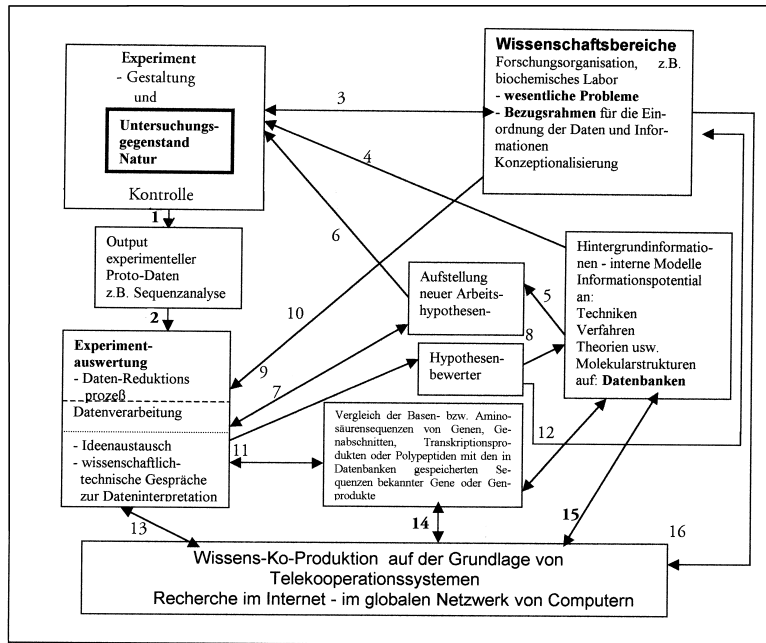 Experiment
- Gestaltung
und
Untersuchungs-
gegenstand
Natur
Kontrolle
1
Output
experimenteller
Proto-Daten
z.B. Sequenzanalyse
2
Experiment-
auswertung
- Daten-Reduktions
prozeß
Datenverarbeitung
- Ideenaustausch
- wissenschaftlich-
technische Gespräche
zur Dateninterpretation
3
4
6
10
9
7
11
13
Wissenschaftsbereiche
Forschungsorganisation, z.B.
biochemisches Labor
- wesentliche Probleme
- Bezugsrahmen für die Ein-
ordnung der Daten und Infor-
mationen
Konzeptionalisierung
Aufstellung
neuer Arbeits-
hypothesen-
5
8
Hypothesen-
bewerter
Hintergrundinformatio-
nen - interne Modelle
Informationspotential
an:
Techniken
Verfahren
Theorien usw.
Molekularstrukturen
auf: Datenbanken
Vergleich der Basen- bzw. Amino-
säurensequenzen von Genen, Ge-
nabschnitten, Transkriptionsprodu-
kten oder Polypeptiden mit den in
Datenbanken gespeicherten Se-
quenzen bekannter Gene oder Gen-
produkte
12
14
15
16
Wissens-Ko-Produktion auf der Grundlage von
Telekooperationssystemen
Recherche im Internet - im globalen Netzwerk von Computern